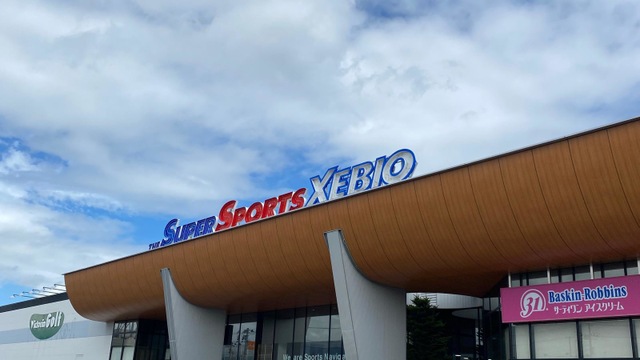 THE SUPER SPORTS XEBIO
Victoria Golf
We are Sports Navigat
31 Baskin-Robbins
サーティワン アイスクリーム